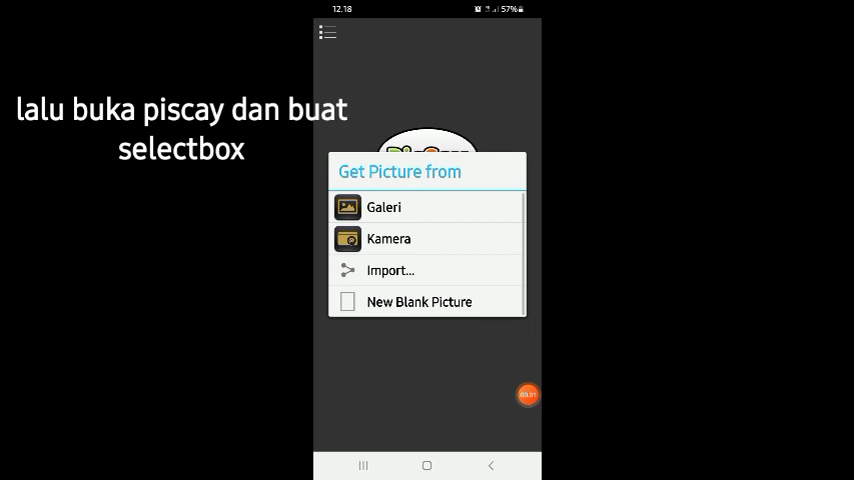 12.18
57%
lalu buka piscay dan buat
selectbox
Get Picture from
Galeri
Kamera
Import...
New Blank Picture